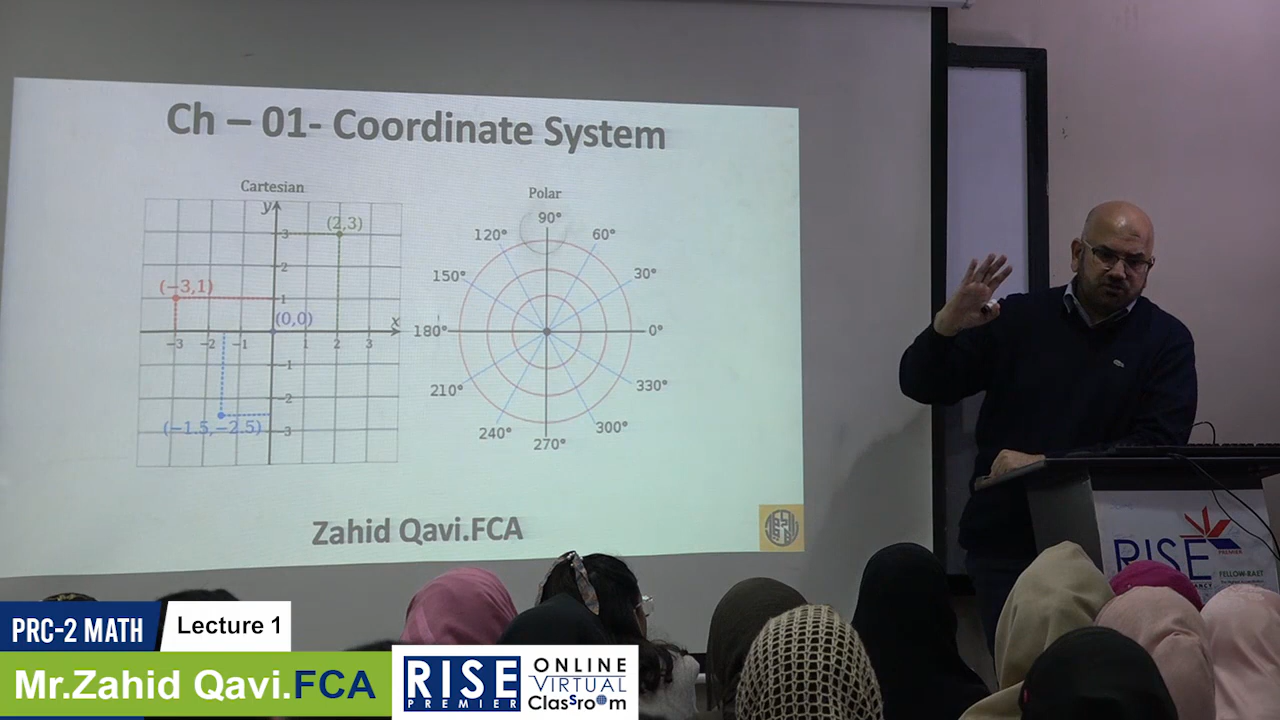 Ch – 01- Coordinate System
Cartesian
Polar
y
(2,3)
3
2
(−3,1)
1
(0,0)
x
−3 −2 −1 1 2 3
−1
−2
(−1.5,−2.5)
−3
90°
120° 60°
150° 30°
180° 0°
210° 330°
240° 300°
270°
Zahid Qavi.FCA
RISE
PREMIER
FELLOW-RAET
PRC-2 MATH
Lecture 1
Mr.Zahid Qavi.FCA
RISE
PREMIER
ONLINE
VIRTUAL
ClasSroom